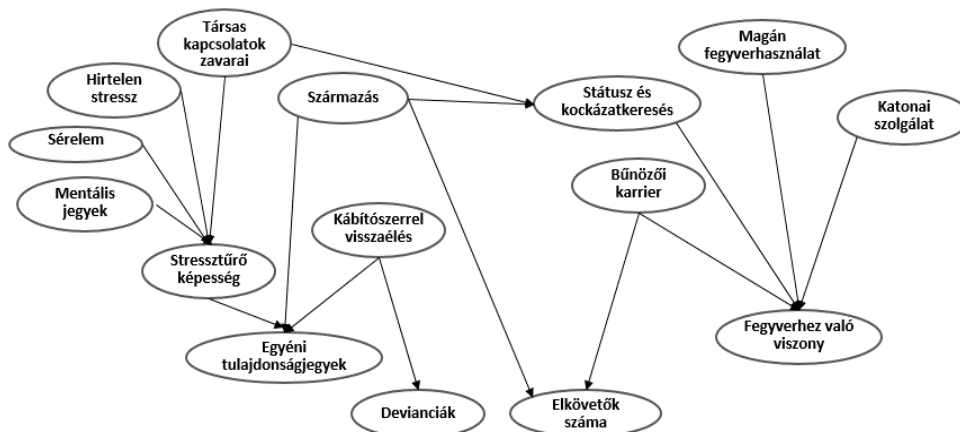 Társas
kapcsolatok
zavarai
Magán
fegyverhasználat
Hirtelen
stressz
Származás
Státusz és
kockázatkeresés
Katonai
szolgálat
Sérelem
Mentális
jegyek
Bűnözői
karrier
Kábítószerrel
visszaélés
Stressztűrő
képesség
Fegyverhez való
viszony
Egyéni
tulajdonságjegyek
Devianciák
Elkövetők
száma